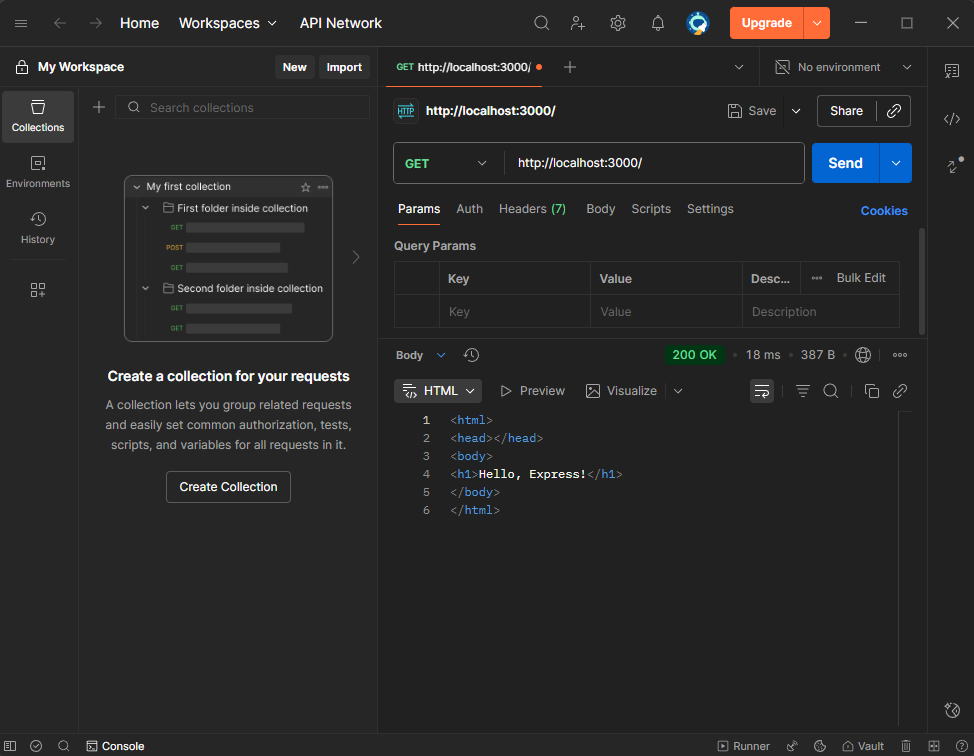 Home Workspaces API Network Upgrade
My Workspace New Import GET http://localhost:3000/ No environment
Collections
Environments
History
Search collections
My first collection
First folder inside collection
GET
POST
GET
Second folder inside collection
GET
GET
Create a collection for your requests
A collection lets you group related requests
and easily set common authorization, tests,
scripts, and variables for all requests in it.
Create Collection
HTTP http://localhost:3000/ Save Share
GET http://localhost:3000/ Send
Params Auth Headers (7) Body Scripts Settings Cookies
Query Params
Key Value Desc... Bulk Edit
Key Value Description
Body 200 OK • 18 ms • 387 B •
HTML Preview Visualize
1 <html>
2 <head></head>
3 <body>
4 <h1>Hello, Express!</h1>
5 </body>
6 </html>
Console Runner Vault